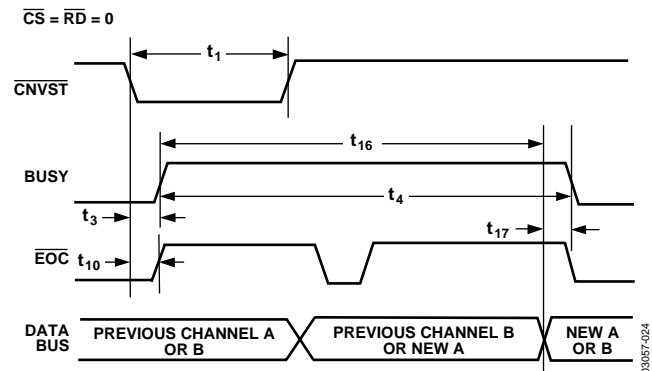 CS = RD = 0
t1
CNVST
t16
BUSY
t4
t3
t17
EOC
t10
DATA
BUS
PREVIOUS CHANNEL A
OR B
PREVIOUS CHANNEL B
OR NEW A
NEW A
OR B
03057-024